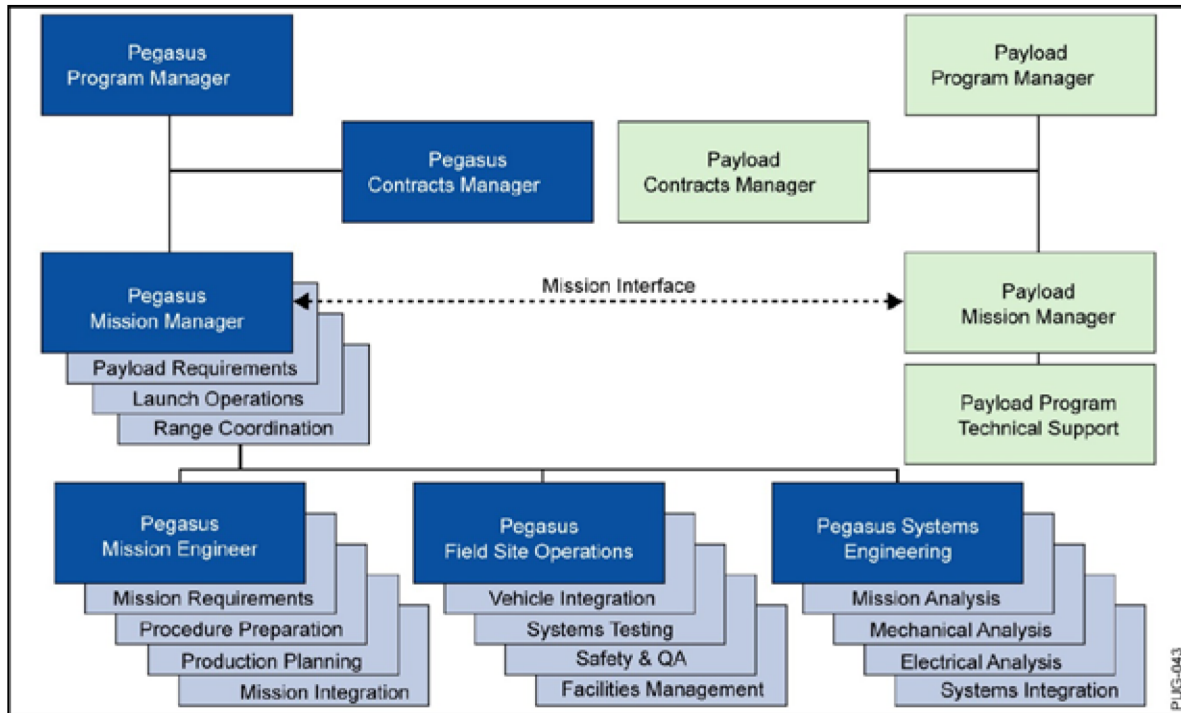 Pegasus
Program Manager
Payload
Program Manager
Pegasus
Contracts Manager
Payload
Contracts Manager
Pegasus
Mission Manager
Mission Interface
Payload
Mission Manager
Payload Requirements
Launch Operations
Range Coordination
Payload Program
Technical Support
Pegasus
Mission Engineer
Mission Requirements
Procedure Preparation
Production Planning
Mission Integration
Pegasus
Field Site Operations
Vehicle Integration
Systems Testing
Safety & QA
Facilities Management
Pegasus Systems
Engineering
Mission Analysis
Mechanical Analysis
Electrical Analysis
Systems Integration
PUG-043